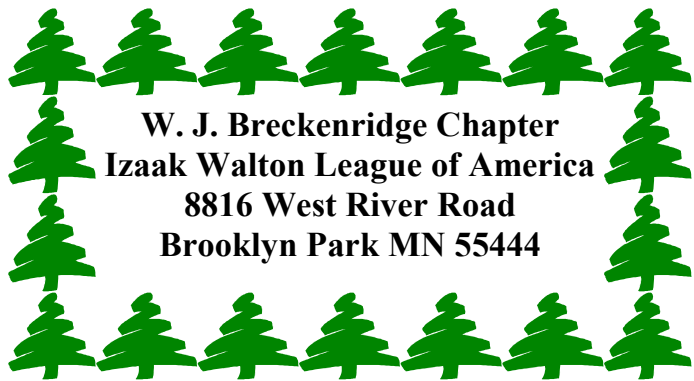 W. J. Breckenridge Chapter
Izaak Walton League of America
8816 West River Road
Brooklyn Park MN 55444